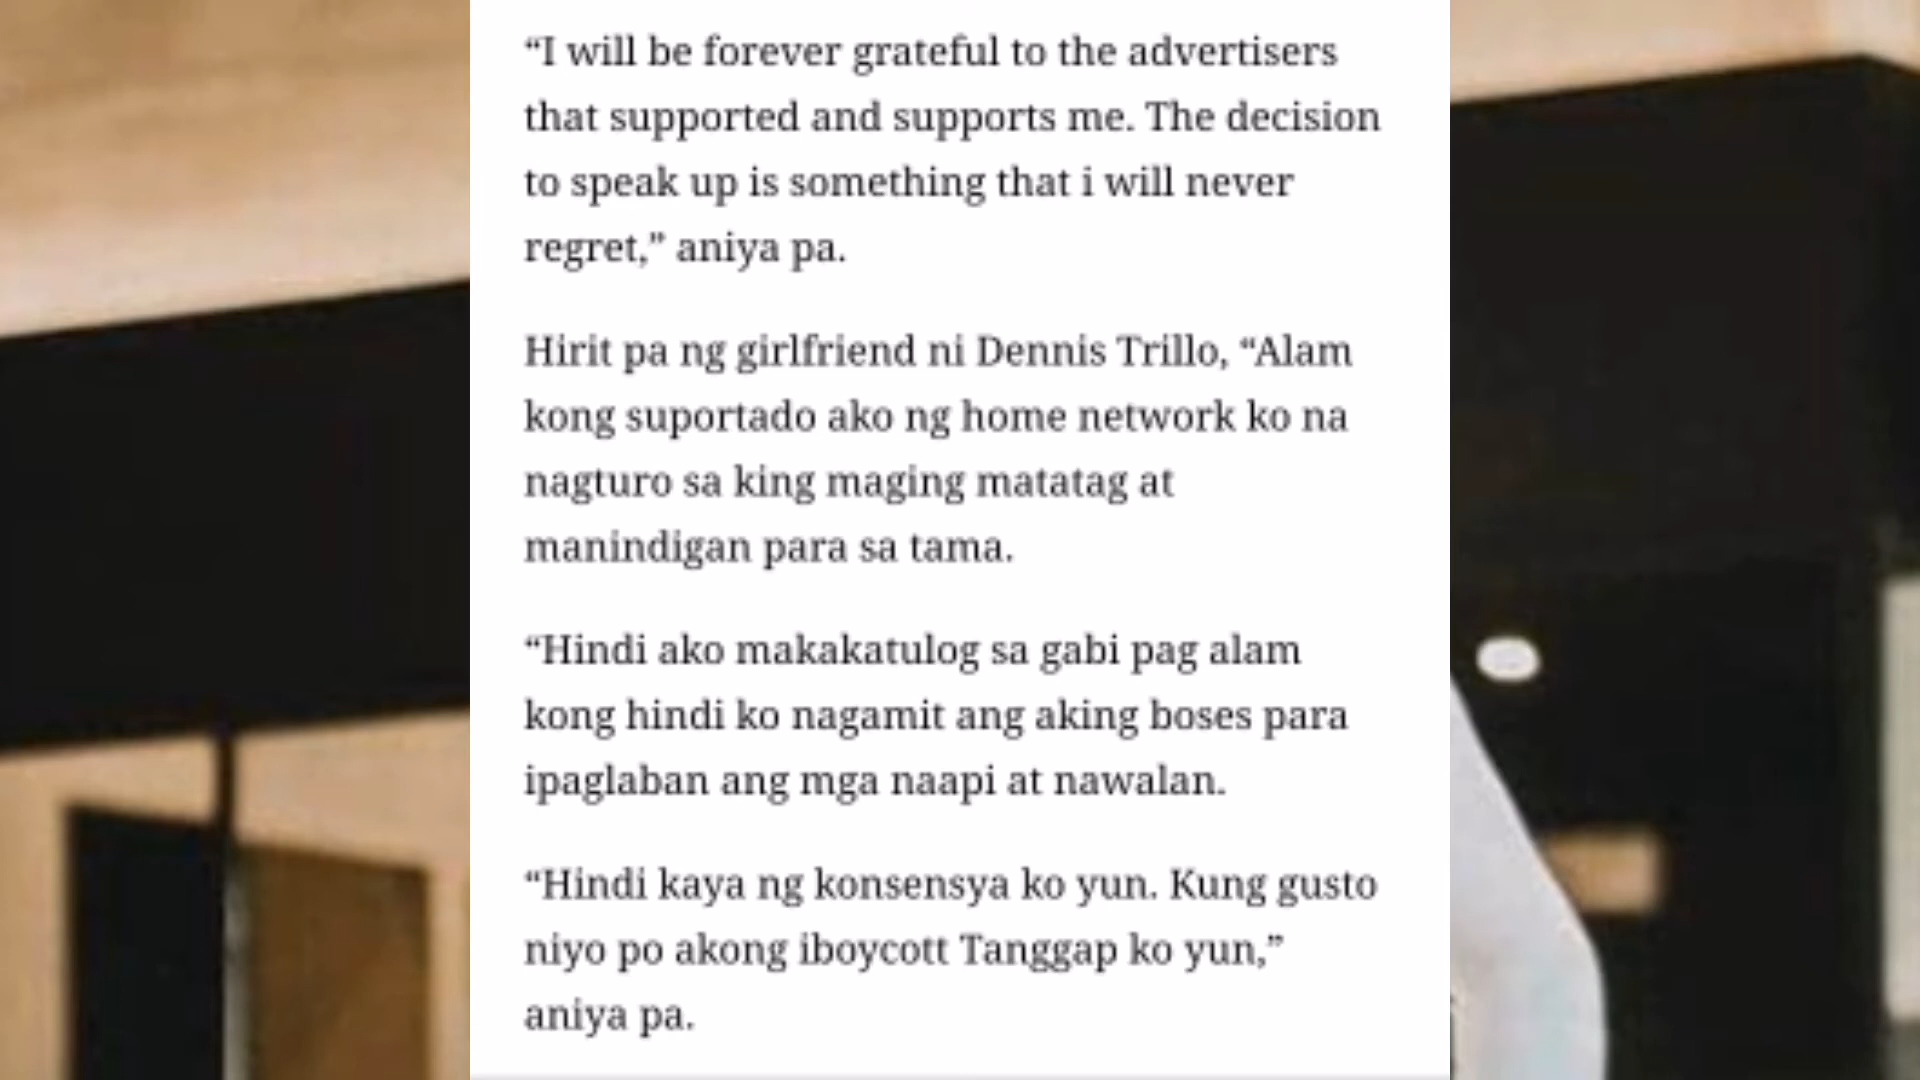 “I will be forever grateful to the advertisers
that supported and supports me. The decision
to speak up is something that i will never
regret,” aniya pa.
Hirit pa ng girlfriend ni Dennis Trillo, “Alam
kong suportado ako ng home network ko na
nagturo sa king maging matatag at
manindigan para sa tama.
“Hindi ako makakatulog sa gabi pag alam
kong hindi ko nagamit ang aking boses para
ipaglaban ang mga naapi at nawalan.
“Hindi kaya ng konsensya ko yun. Kung gusto
niyo po akong iboycott Tanggap ko yun,”
aniya pa.